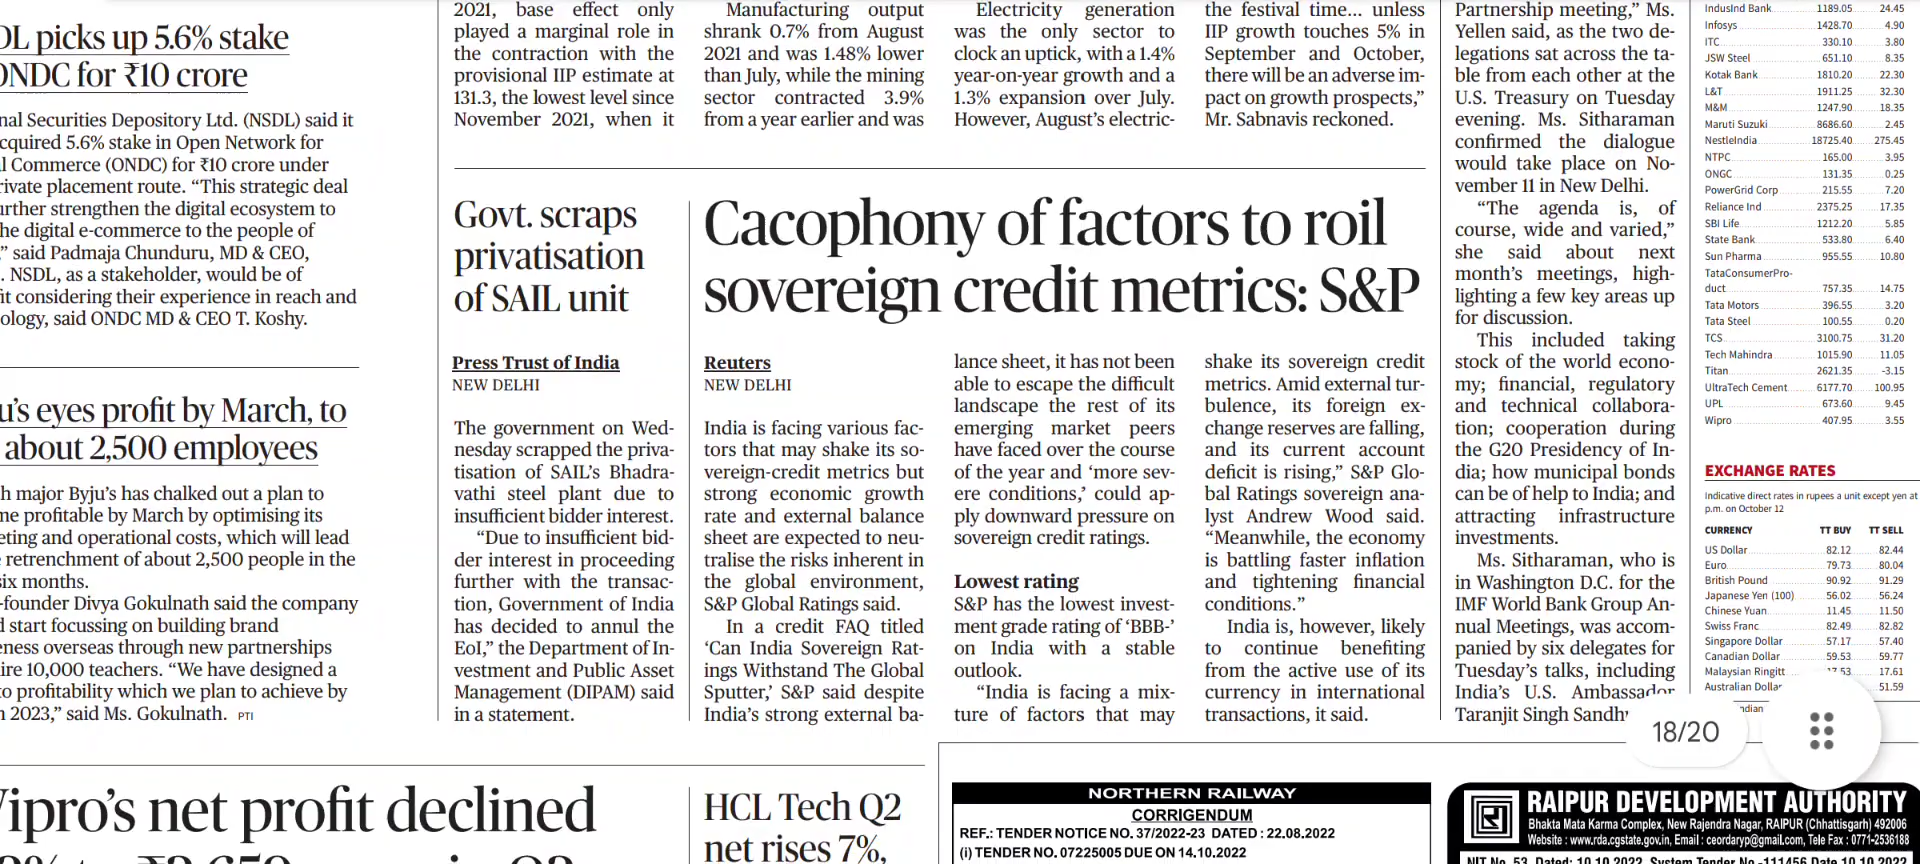 DL picks up 5.6% stake
ONDC for ₹10 crore
nal Securities Depository Ltd. (NSDL) said it
cquired 5.6% stake in Open Network for
l Commerce (ONDC) for ₹10 crore under
rivate placement route. “This strategic deal
urther strengthen the digital ecosystem to
he digital e-commerce to the people of
,” said Padmaja Chunduru, MD & CEO,
. NSDL, as a stakeholder, would be of
fit considering their experience in reach and
ology, said ONDC MD & CEO T. Koshy.
u’s eyes profit by March, to
about 2,500 employees
h major Byju’s has chalked out a plan to
me profitable by March by optimising its
eting and operational costs, which will lead
e retrenchment of about 2,500 people in the
six months.
-founder Divya Gokulnath said the company
d start focussing on building brand
eness overseas through new partnerships
ire 10,000 teachers. “We have designed a
to profitability which we plan to achieve by
h 2023,” said Ms. Gokulnath. PTI
2021, base effect only
played a marginal role in
the contraction with the
provisional IIP estimate at
131.3, the lowest level since
November 2021, when it
Manufacturing output
shrank 0.7% from August
2021 and was 1.48% lower
than July, while the mining
sector contracted 3.9%
from a year earlier and was
Electricity generation
was the only sector to
clock an uptick, with a 1.4%
year-on-year growth and a
1.3% expansion over July.
However, August’s electric-
the festival time... unless
IIP growth touches 5% in
September and October,
there will be an adverse im-
pact on growth prospects,”
Mr. Sabnavis reckoned.
Govt. scraps
privatisation
of SAIL unit
Press Trust of India
NEW DELHI
The government on Wed-
nesday scrapped the priva-
tisation of SAIL’s Bhadra-
vathi steel plant due to
insufficient bidder interest.
“Due to insufficient bid-
der interest in proceeding
further with the transac-
tion, Government of India
has decided to annul the
EoI,” the Department of In-
vestment and Public Asset
Management (DIPAM) said
in a statement.
Cacophony of factors to roil
sovereign credit metrics: S&P
Reuters
NEW DELHI
India is facing various fac-
tors that may shake its so-
vereign-credit metrics but
strong economic growth
rate and external balance
sheet are expected to neu-
tralise the risks inherent in
the global environment,
S&P Global Ratings said.
In a credit FAQ titled
‘Can India Sovereign Rat-
ings Withstand The Global
Sputter,’ S&P said despite
India’s strong external ba-
lance sheet, it has not been
able to escape the difficult
landscape the rest of its
emerging market peers
have faced over the course
of the year and ‘more sev-
ere conditions,’ could ap-
ply downward pressure on
sovereign credit ratings.
Lowest rating
S&P has the lowest invest-
ment grade rating of ‘BBB-’
on India with a stable
outlook.
“India is facing a mix-
ture of factors that may
shake its sovereign credit
metrics. Amid external tur-
bulence, its foreign ex-
change reserves are falling,
and its current account
deficit is rising,” S&P Glo-
bal Ratings sovereign ana-
lyst Andrew Wood said.
“Meanwhile, the economy
is battling faster inflation
and tightening financial
conditions.”
India is, however, likely
to continue benefiting
from the active use of its
currency in international
transactions, it said.
Partnership meeting,” Ms.
Yellen said, as the two de-
legations sat across the ta-
ble from each other at the
U.S. Treasury on Tuesday
evening. Ms. Sitharaman
confirmed the dialogue
would take place on No-
vember 11 in New Delhi.
“The agenda is, of
course, wide and varied,”
she said about next
month’s meetings, high-
lighting a few key areas up
for discussion.
This included taking
stock of the world econo-
my; financial, regulatory
and technical collabora-
tion; cooperation during
the G20 Presidency of In-
dia; how municipal bonds
can be of help to India; and
attracting infrastructure
investments.
Ms. Sitharaman, who is
in Washington D.C. for the
IMF World Bank Group An-
nual Meetings, was accom-
panied by six delegates for
Tuesday’s talks, including
India’s U.S. Ambassador
Taranjit Singh Sandh
IndusInd Bank 1189.05 24.45
Infosys 1428.70 4.90
ITC 330.10 3.80
JSW Steel 651.10 8.35
Kotak Bank 1810.20 22.30
L&T 1911.25 32.30
M&M 1247.90 18.35
Maruti Suzuki 8686.60 2.45
NestleIndia 18725.40 275.45
NTPC 165.00 3.95
ONGC 131.35 0.25
PowerGrid Corp 215.55 7.20
Reliance Ind 2375.25 17.35
SBI Life 1212.20 5.85
State Bank 533.80 6.40
Sun Pharma 955.55 10.80
TataConsumerPro-
duct 757.35 14.75
Tata Motors 396.55 3.20
Tata Steel 100.55 0.20
TCS 3100.75 31.20
Tech Mahindra 1015.90 11.05
Titan 2621.35 -3.15
UltraTech Cement 6177.70 100.95
UPL 673.60 9.45
Wipro 407.95 3.55
EXCHANGE RATES
Indicative direct rates in rupees a unit except yen at
p.m. on October 12
CURRENCY TT BUY TT SELL
US Dollar 82.12 82.44
Euro 79.73 80.04
British Pound 90.92 91.29
Japanese Yen (100) 56.02 56.24
Chinese Yuan 11.45 11.50
Swiss Franc 82.49 82.82
Singapore Dollar 57.17 57.40
Canadian Dollar 59.53 59.77
Malaysian Ringitt 17.61
Australian Dollar 51.59
ndian
18/20
Wipro’s net profit declined
HCL Tech Q2
net rises 7%,
NORTHERN RAILWAY
CORRIGENDUM
REF.: TENDER NOTICE NO. 37/2022-23 DATED : 22.08.2022
(i) TENDER NO. 07225005 DUE ON 14.10.2022
RAIPUR DEVELOPMENT AUTHORITY
Bhakta Mata Karma Complex, New Rajendra Nagar, RAIPUR (Chhattisgarh) 492006
Website : www.rda.cgstate.gov.in, Email : ceordaryp@gmail.com, Tele Fax : 0771-2536188
NIT No. 53, Dated: 10.10.2022, System Tender No.-111456 Date 10.10.2022